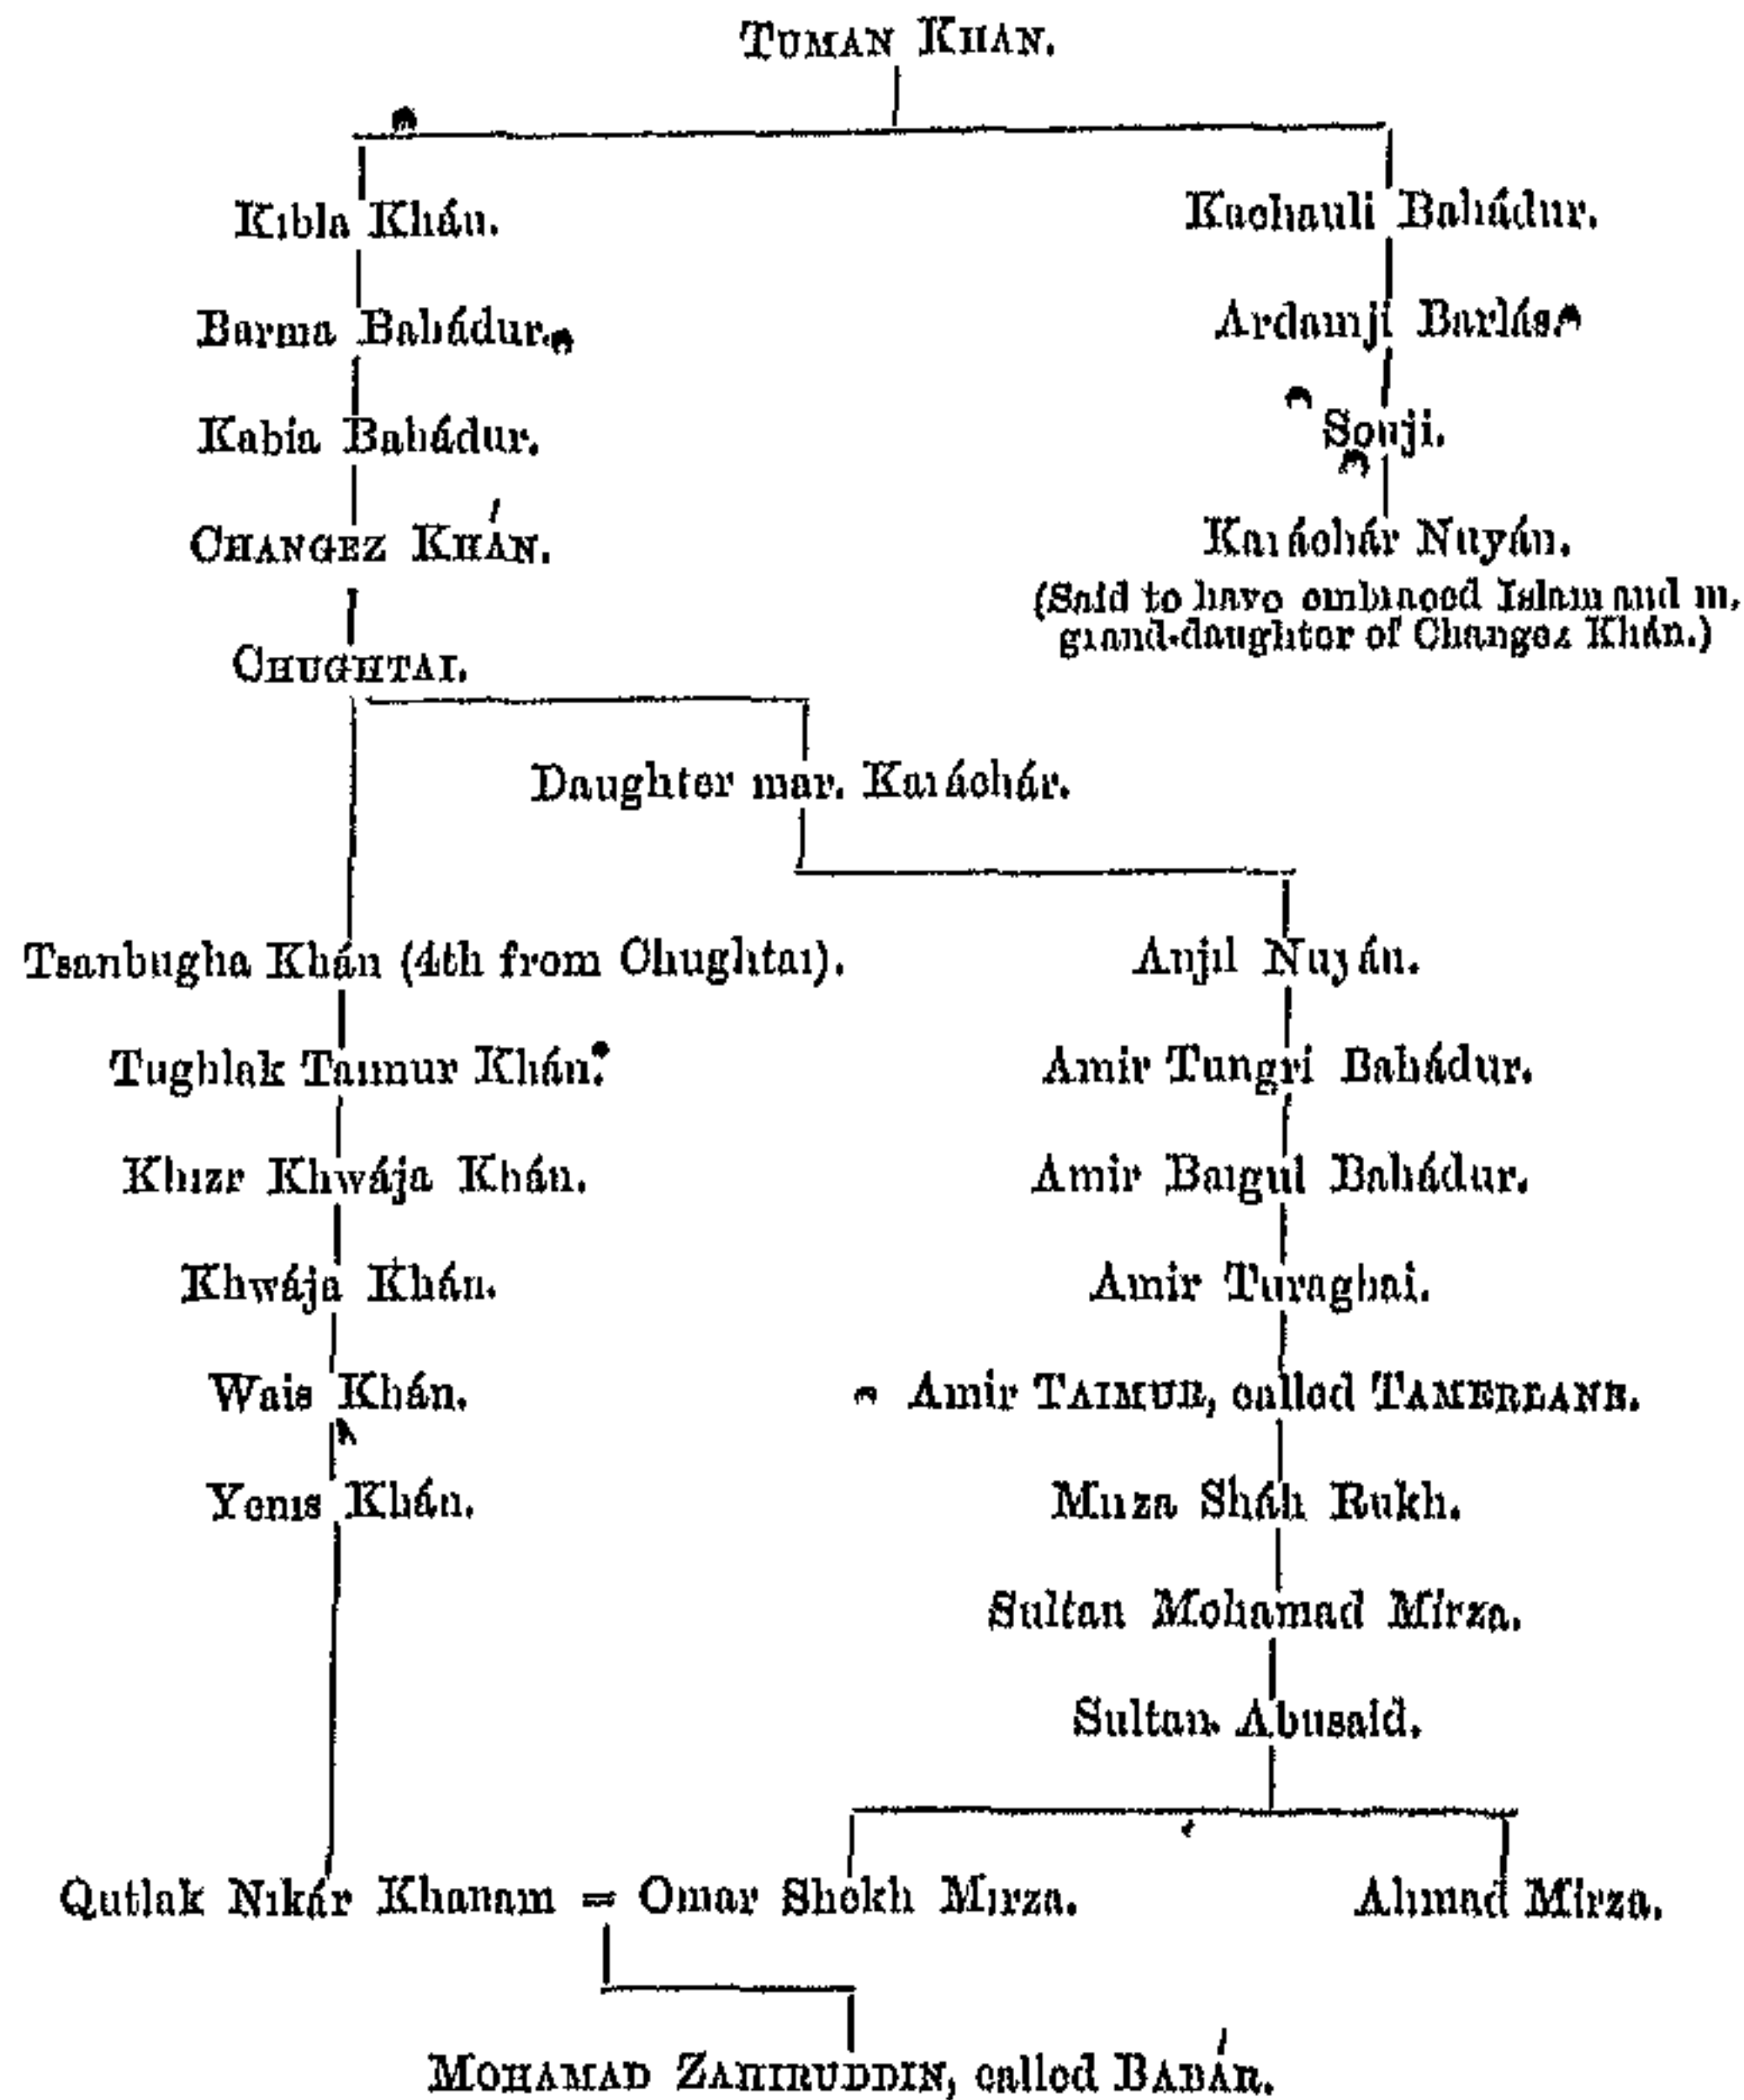 TUMAN KHAN.
Kibla Khán.
Kachauli Bahádur.
Barma Bahádur.
Ardamji Barlás.
Kabia Bahádur.
Souji.
CHANGEZ KHÁN.
Karáchár Nuyán.
(Said to have embraced Islam and m.
grand-daughter of Changez Khán.)
CHUGHTAI.
Daughter mar. Karáchár.
Tsanbugha Khán (4th from Chughtai).
Anjil Nuyán.
Tughlak Taimur Khán.
Amir Tungri Bahádur.
Khizr Khwája Khán.
Amir Baigul Bahádur.
Khwája Khán.
Amir Turaghai.
Wais Khán.
Amir TAIMUR, called TAMERLANE.
Yenis Khán.
Mirza Sháh Rukh.
Sultan Mohamad Mirza.
Sultan Abusaid.
Qutlak Nikár Khanam = Omar Shekh Mirza.
Ahmad Mirza.
MOHAMAD ZAHIRUDDIN, called BABÁR.